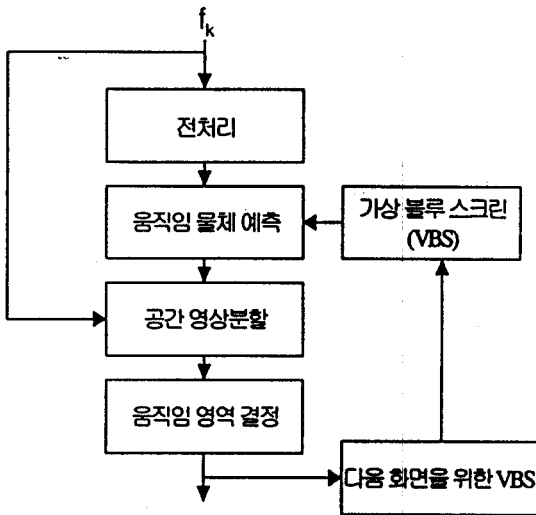 f_k
전처리
움직임 물체 예측
가상 블루 스크린
(VBS)
공간 영상분할
움직임 영역 결정
다음 화면을 위한 VBS